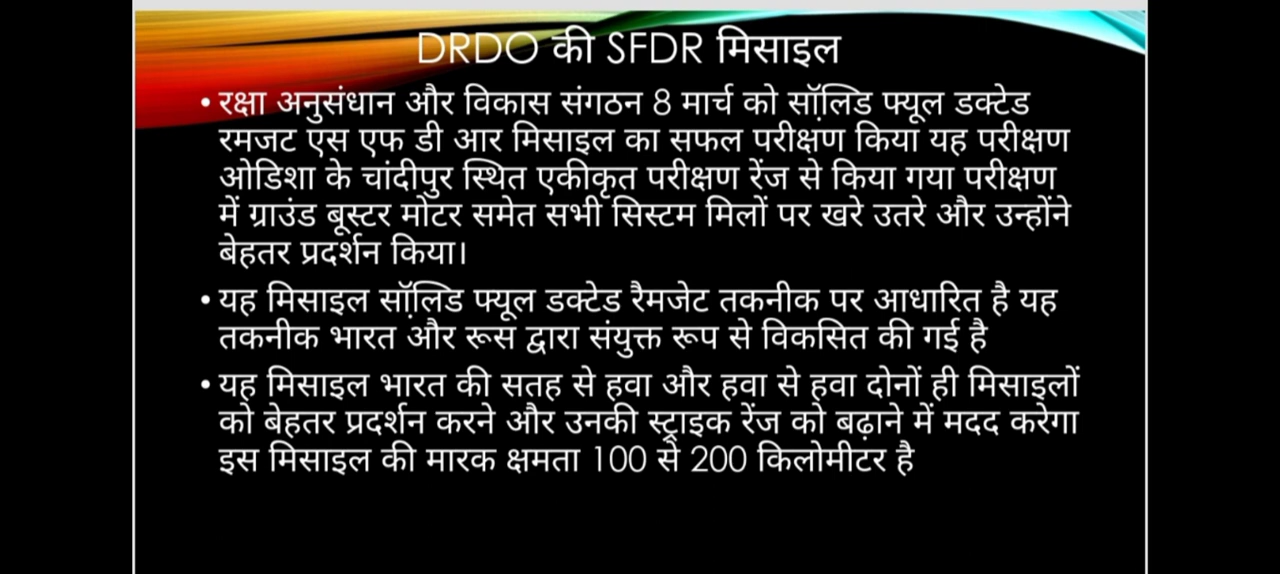 DRDO की SFDR मिसाइल
• रक्षा अनुसंधान और विकास संगठन 8 मार्च को सॉल़िड फ्यूल डक्टेड
रमजट एस एफ डी आर मिसाइल का सफल परीक्षण किया यह परीक्षण
ओडिशा के चांदीपुर स्थित एकीकृत परीक्षण रेंज से किया गया परीक्षण
में ग्राउंड बूस्टर मोटर समेत सभी सिस्टम मिलों पर खरे उतरे और उन्होंने
बेहतर प्रदर्शन किया।
• यह मिसाइल सॉल़िड फ्यूल डक्टेड रैमजेट तकनीक पर आधारित है यह
तकनीक भारत और रूस द्वारा संयुक्त रूप से विकसित की गई है
• यह मिसाइल भारत की सतह से हवा और हवा से हवा दोनों ही मिसाइलों
को बेहतर प्रदर्शन करने और उनकी स्ट्राइक रेंज को बढ़ाने में मदद करेगा
इस मिसाइल की मारक क्षमता 100 से 200 किलोमीटर है